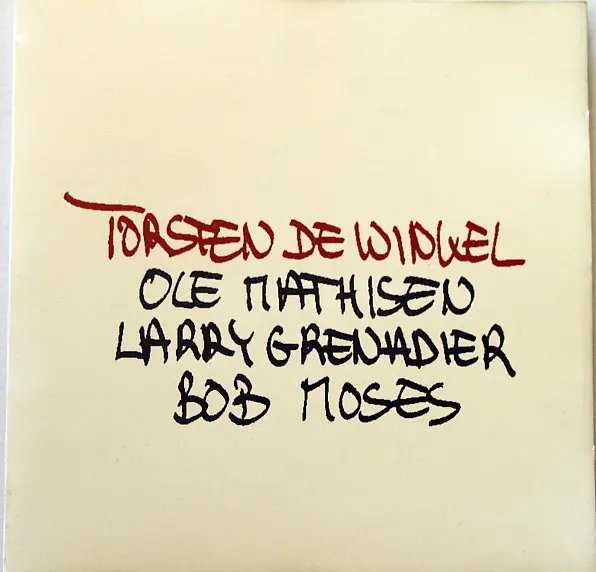 TORSTEN DE WINKEL
OLE MATHISEN
LARRY GRENADIER
BOB MOSES